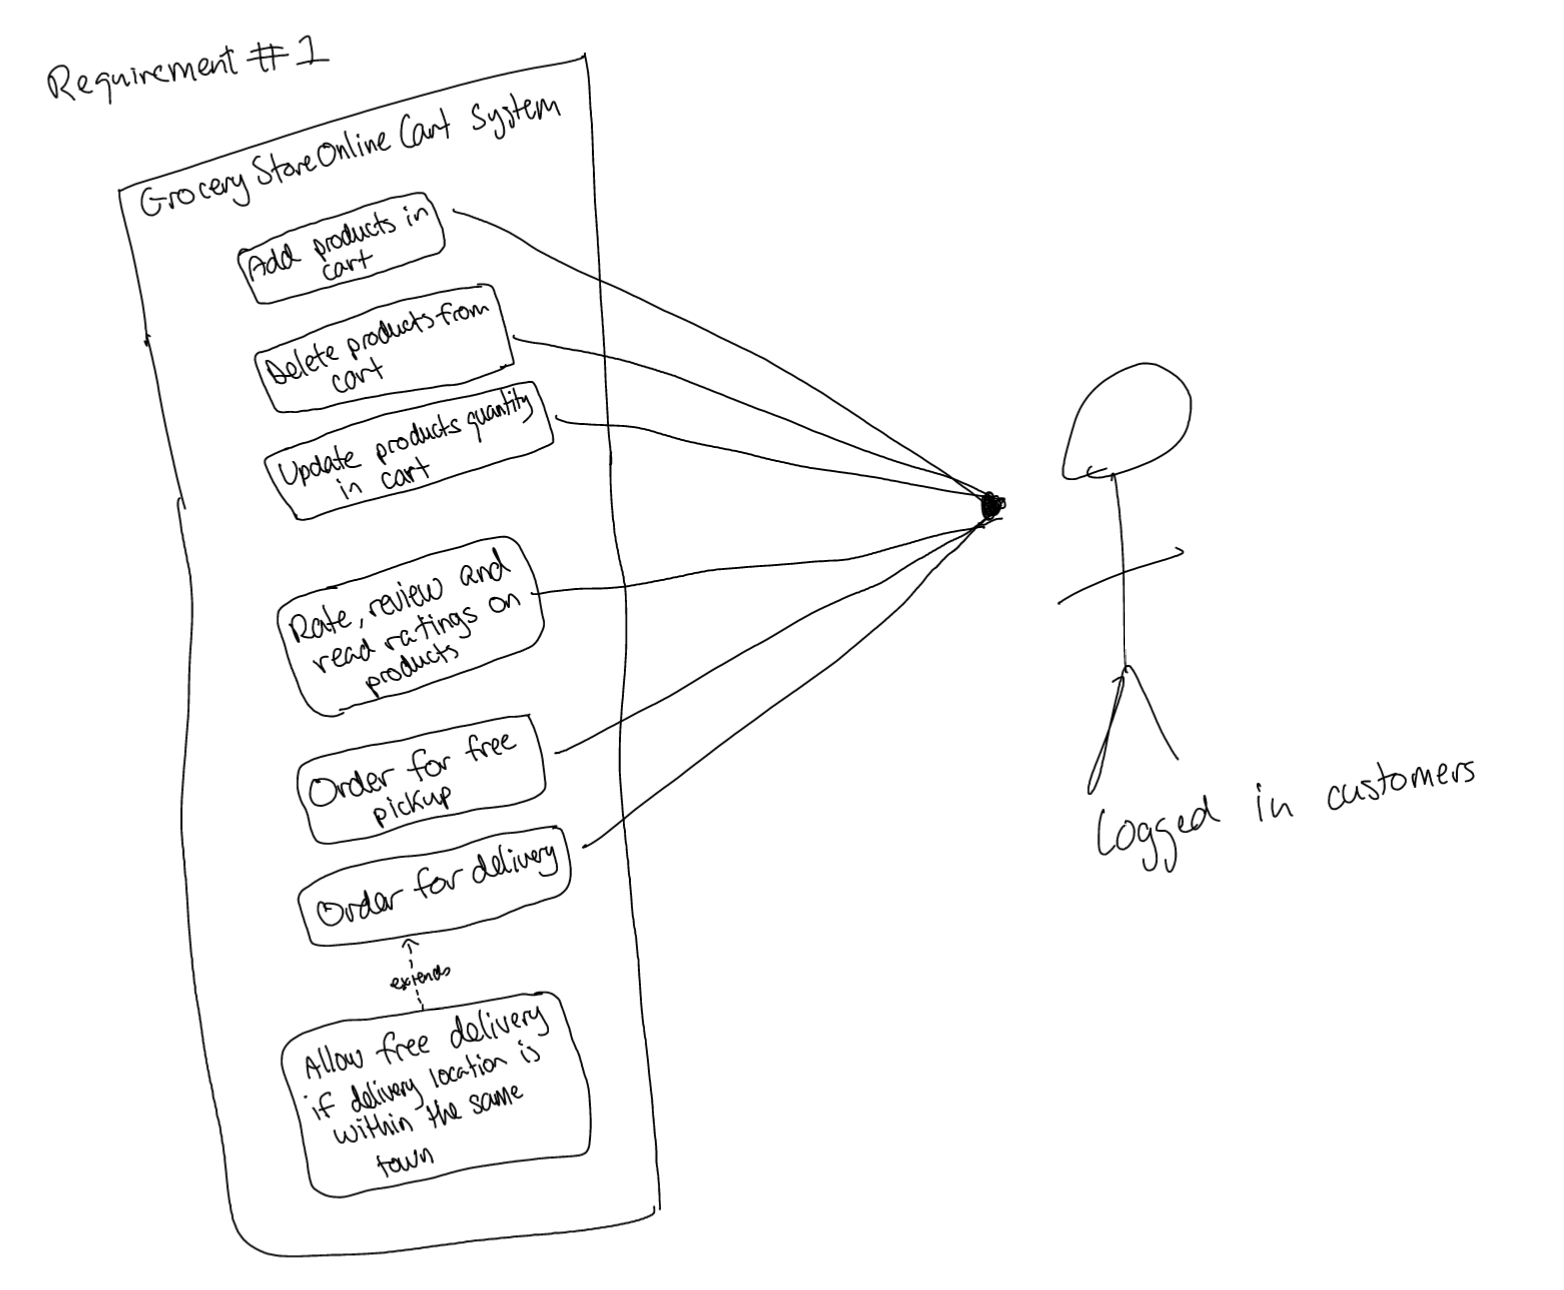 Requirement #1
Grocery Store Online Cart System
Add products in
cart
Delete products from
cart
Update products quantity
in cart
Rate, review and
read ratings on
products
Order for free
pickup
Order for delivery
extends
Allow free delivery
if delivery location is
within the same
town
Logged in customers